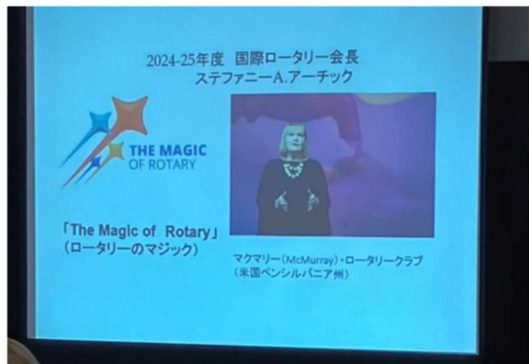 2024-25年度　国際ロータリー会長
ステファニーA.アーチック
THE MAGIC
OF ROTARY
「The Magic of Rotary」
（ロータリーのマジック）
マクマリー（McMurray）・ロータリークラブ
（米国ペンシルバニア州）